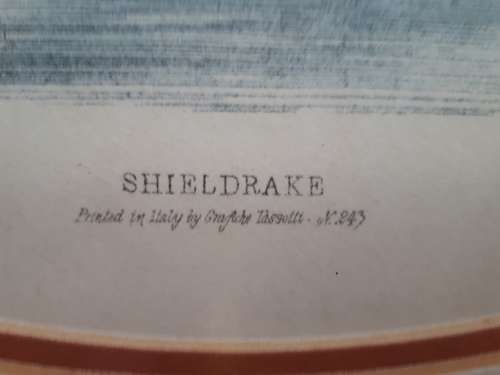 SHIELDRAKE
Printed in Italy by Grafiche Tassotti - N.243